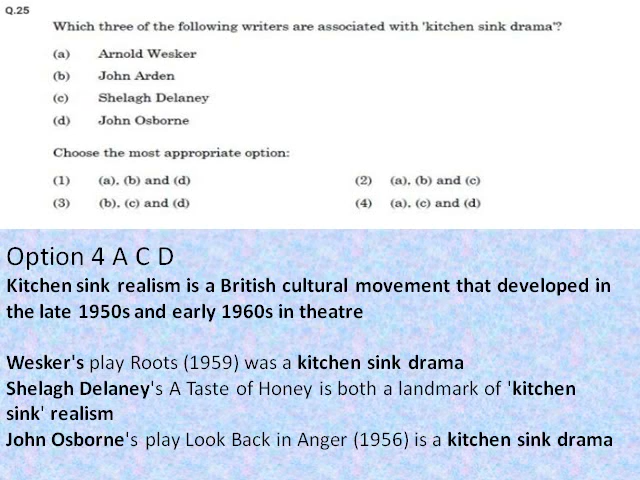 Q.25
Which three of the following writers are associated with 'kitchen sink drama'?
(a) Arnold Wesker
(b) John Arden
(c) Shelagh Delaney
(d) John Osborne
Choose the most appropriate option:
(1) (a), (b) and (d) (2) (a), (b) and (c)
(3) (b), (c) and (d) (4) (a), (c) and (d)
Option 4 A C D
Kitchen sink realism is a British cultural movement that developed in
the late 1950s and early 1960s in theatre
Wesker's play Roots (1959) was a kitchen sink drama
Shelagh Delaney's A Taste of Honey is both a landmark of 'kitchen
sink' realism
John Osborne's play Look Back in Anger (1956) is a kitchen sink drama